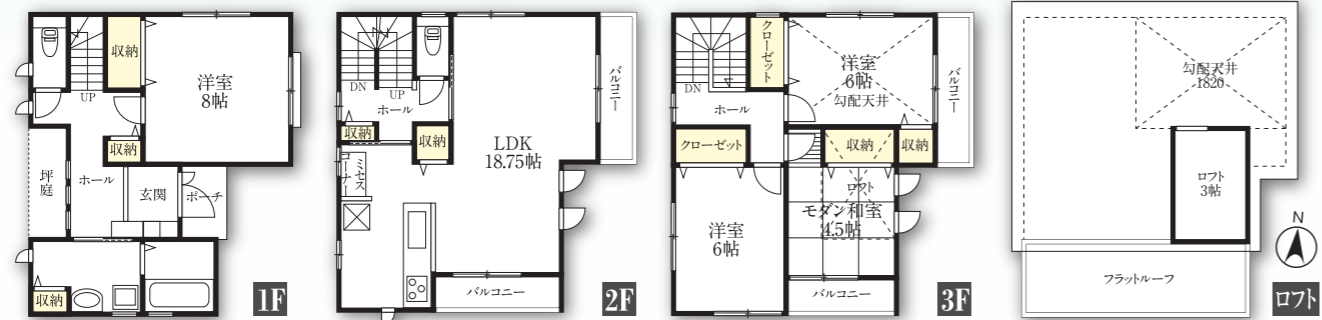 収納
UP
洋室
8帖
収納
坪庭
ホール
玄関
ポーチ
収納
1F
DN
UP
ホール
収納
収納
ミセス
コーナー
LDK
18.75帖
バルコニー
バルコニー
2F
DN
クローゼット
洋室
6帖
勾配天井
バルコニー
ホール
クローゼット
収納
収納
ロフト
モダン和室
4.5帖
洋室
6帖
バルコニー
3F
勾配天井
1820
ロフト
3帖
フラットルーフ
N
ロフト